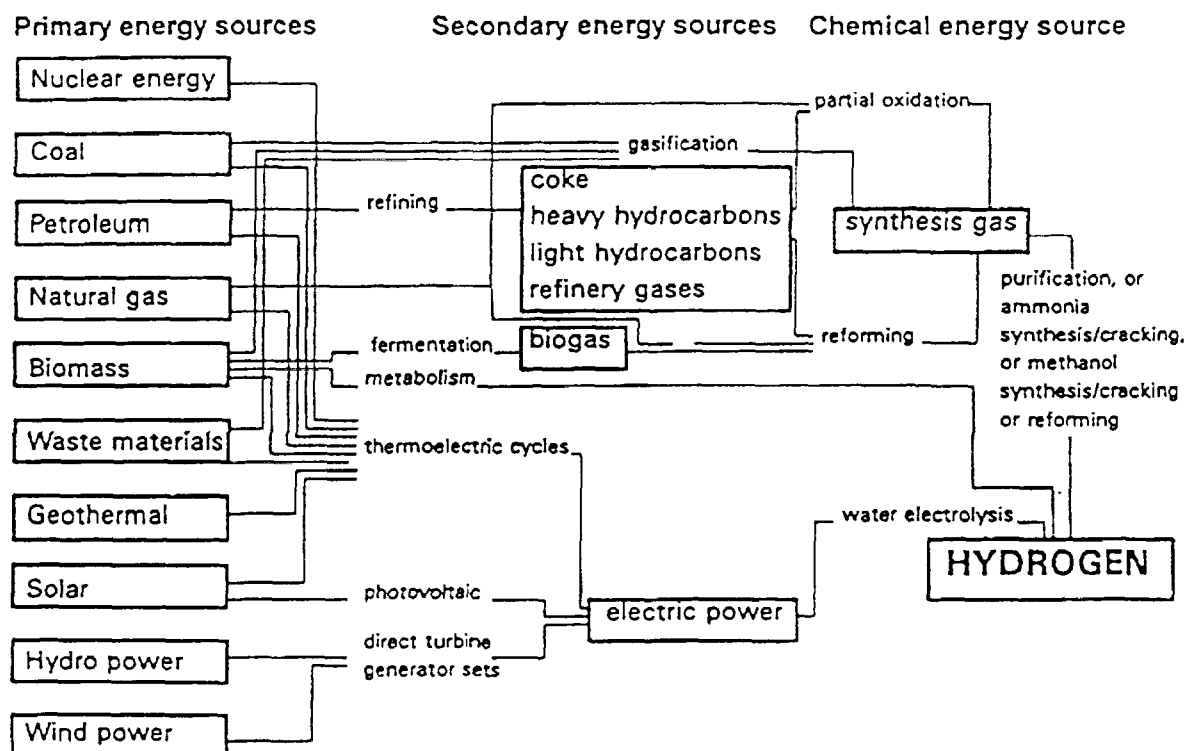 Primary energy sources
Secondary energy sources
Chemical energy source
Nuclear energy
Coal
Petroleum
Natural gas
Biomass
Waste materials
Geothermal
Solar
Hydro power
Wind power
refining
fermentation
metabolism
thermoelectric cycles
photovoltaic
direct turbine
generator sets
gasification
coke
heavy hydrocarbons
light hydrocarbons
refinery gases
biogas
electric power
partial oxidation
synthesis gas
reforming
purification, or
ammonia
synthesis/cracking,
or methanol
synthesis/cracking
or reforming
water electrolysis
HYDROGEN